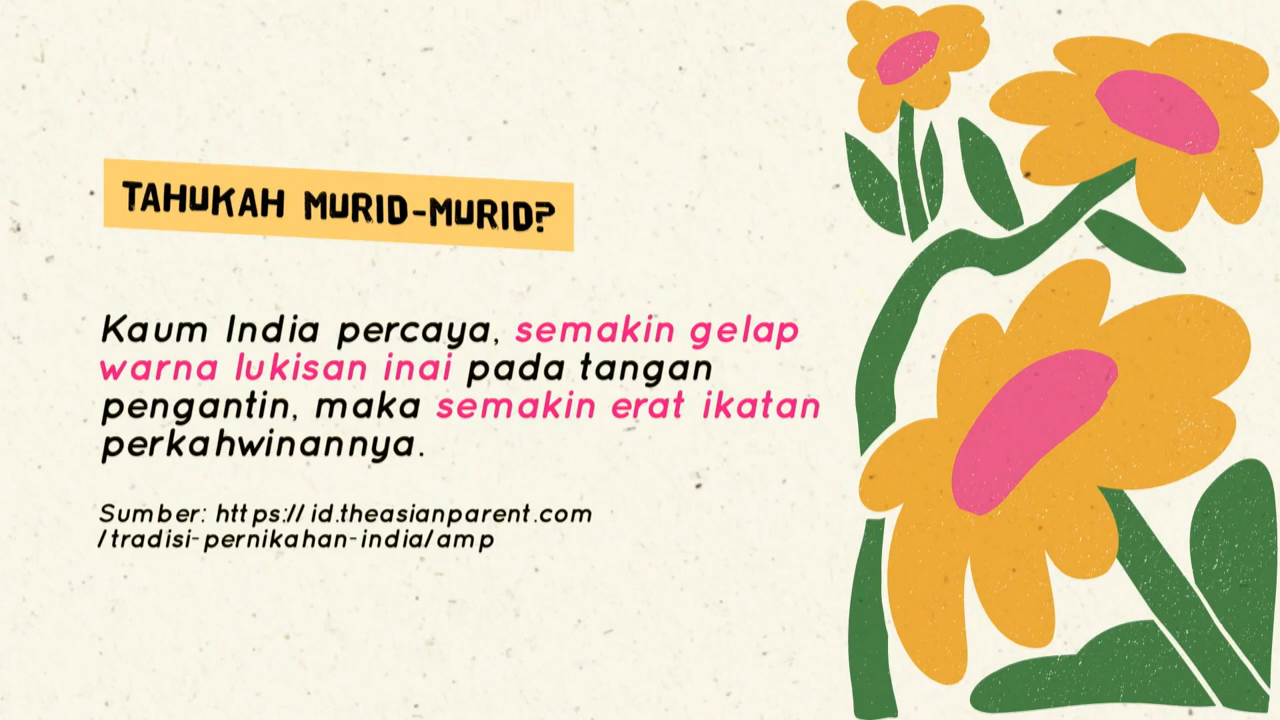 TAHUKAH MURID-MURID?
Kaum India percaya, semakin gelap
warna lukisan inai pada tangan
pengantin, maka semakin erat ikatan
perkahwinannya.
Sumber: https://id.theasianparent.com
/tradisi-pernikahan-india/amp